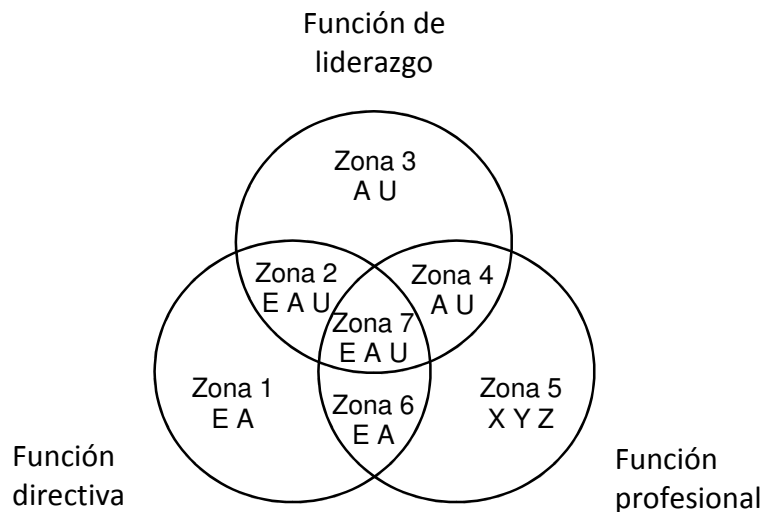 Función de
liderazgo
Zona 3
A U
Zona 2
E A U
Zona 4
A U
Zona 7
E A U
Zona 1
E A
Zona 6
E A
Zona 5
X Y Z
Función
directiva
Función
profesional